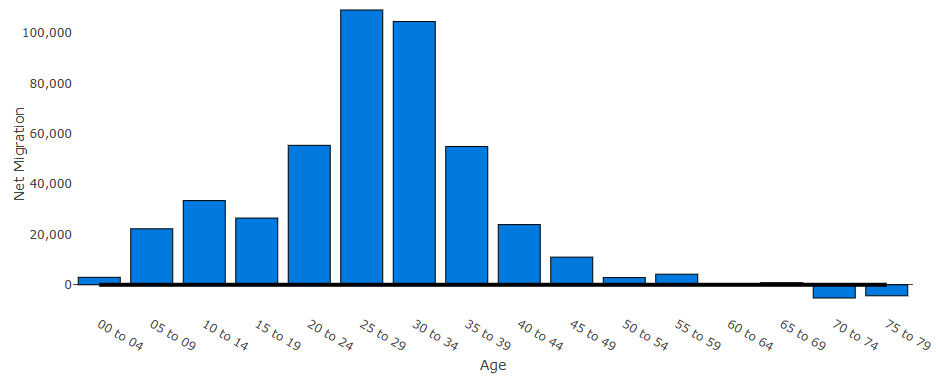 100,000
80,000
60,000
40,000
20,000
0
Net Migration
00 to 04
05 to 09
10 to 14
15 to 19
20 to 24
25 to 29
30 to 34
35 to 39
40 to 44
45 to 49
50 to 54
55 to 59
60 to 64
65 to 69
70 to 74
75 to 79
Age